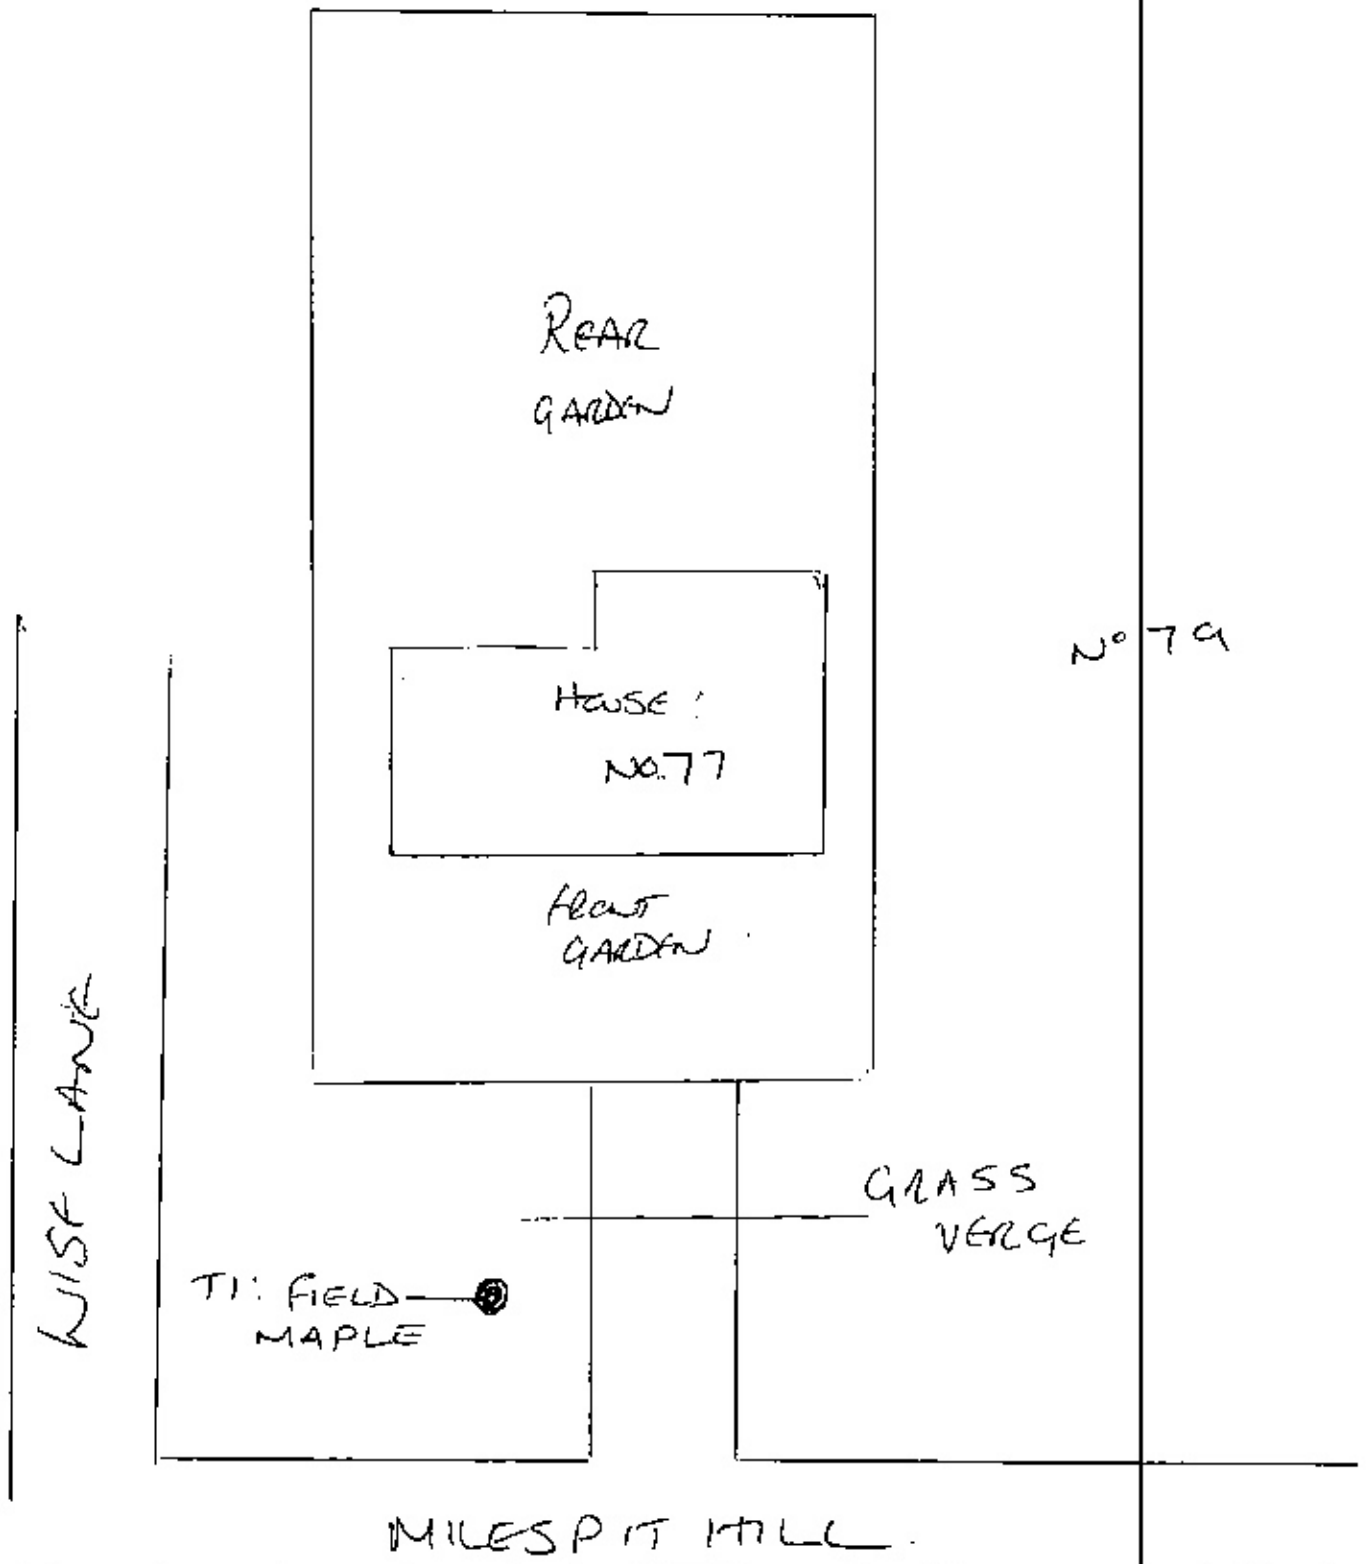 REAR
GARDEN
N° 79
HOUSE:
NO.77
FRONT
GARDEN
WISE LANE
GRASS
VERGE
T1: FIELD
MAPLE
MILESPIT HILL